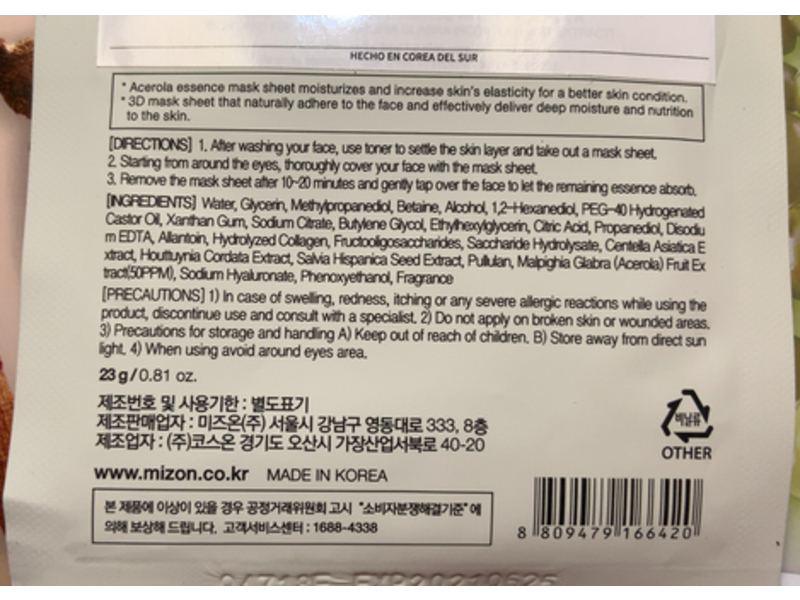 HECHO EN COREA DEL SUR
* Acerola essence mask sheet moisturizes and increase skin's elasticity for a better skin condition.
* 3D mask sheet that naturally adhere to the face and effectively deliver deep moisture and nutrition
to the skin.
[DIRECTIONS] 1. After washing your face, use toner to settle the skin layer and take out a mask sheet.
2. Starting from around the eyes, thoroughly cover your face with the mask sheet.
3. Remove the mask sheet after 10~20 minutes and gently tap over the face to let the remaining essence absorb.
[INGREDIENTS] Water, Glycerin, Methylpropanediol, Betaine, Alcohol, 1,2-Hexanediol, PEG-40 Hydrogenated
Castor Oil, Xanthan Gum, Sodium Citrate, Butylene Glycol, Ethylhexylglycerin, Citric Acid, Propanediol, Disodiu
m EDTA, Allantoin, Hydrolyzed Collagen, Fructooligosaccharides, Saccharide Hydrolysate, Centella Asiatica E
xtract, Houttuynia Cordata Extract, Salvia Hispanica Seed Extract, Pullulan, Malpighia Glabra (Acerola) Fruit Ex
tract(50PPM), Sodium Hyaluronate, Phenoxyethanol, Fragrance
[PRECAUTIONS] 1) In case of swelling, redness, itching or any severe allergic reactions while using the
product, discontinue use and consult with a specialist. 2) Do not apply on broken skin or wounded areas.
3) Precautions for storage and handling A) Keep out of reach of children. B) Store away from direct sun
light. 4) When using avoid around eyes area.
23 g / 0.81 oz.
제조번호 및 사용기한 : 별도표기
제조판매업자 : 미즈온(주) 서울시 강남구 영동대로 333, 8층
제조업자 : (주)코스온 경기도 오산시 가장산업서북로 40-20
비닐류
OTHER
www.mizon.co.kr MADE IN KOREA
본 제품에 이상이 있을 경우 공정거래위원회 고시 "소비자분쟁해결기준"에
의해 보상해 드립니다. 고객서비스센터 : 1688-4338
8 809479 166420